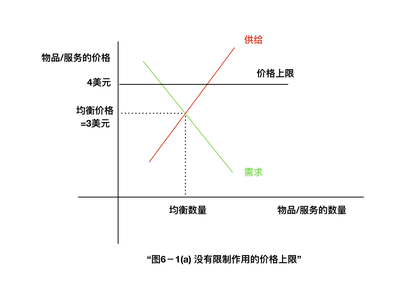 供给
物品/服务的价格
价格上限
4美元
均衡价格
=3美元
需求
均衡数量
物品/服务的数量
“图6－1(a) 没有限制作用的价格上限”